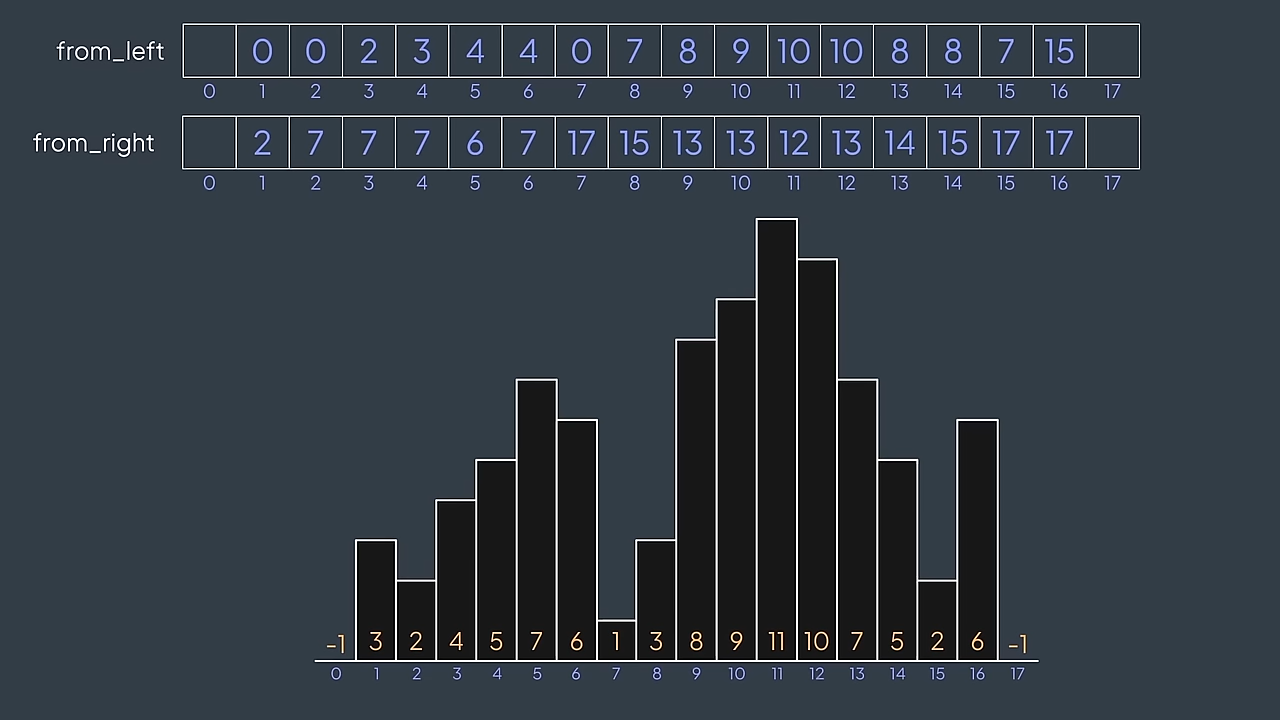 from_left 0 0 2 3 4 4 0 7 8 9 10 10 8 8 7 15
0 1 2 3 4 5 6 7 8 9 10 11 12 13 14 15 16 17
from_right 2 7 7 7 6 7 17 15 13 13 12 13 14 15 17 17
0 1 2 3 4 5 6 7 8 9 10 11 12 13 14 15 16 17
-1 3 2 4 5 7 6 1 3 8 9 11 10 7 5 2 6 -1
0 1 2 3 4 5 6 7 8 9 10 11 12 13 14 15 16 17